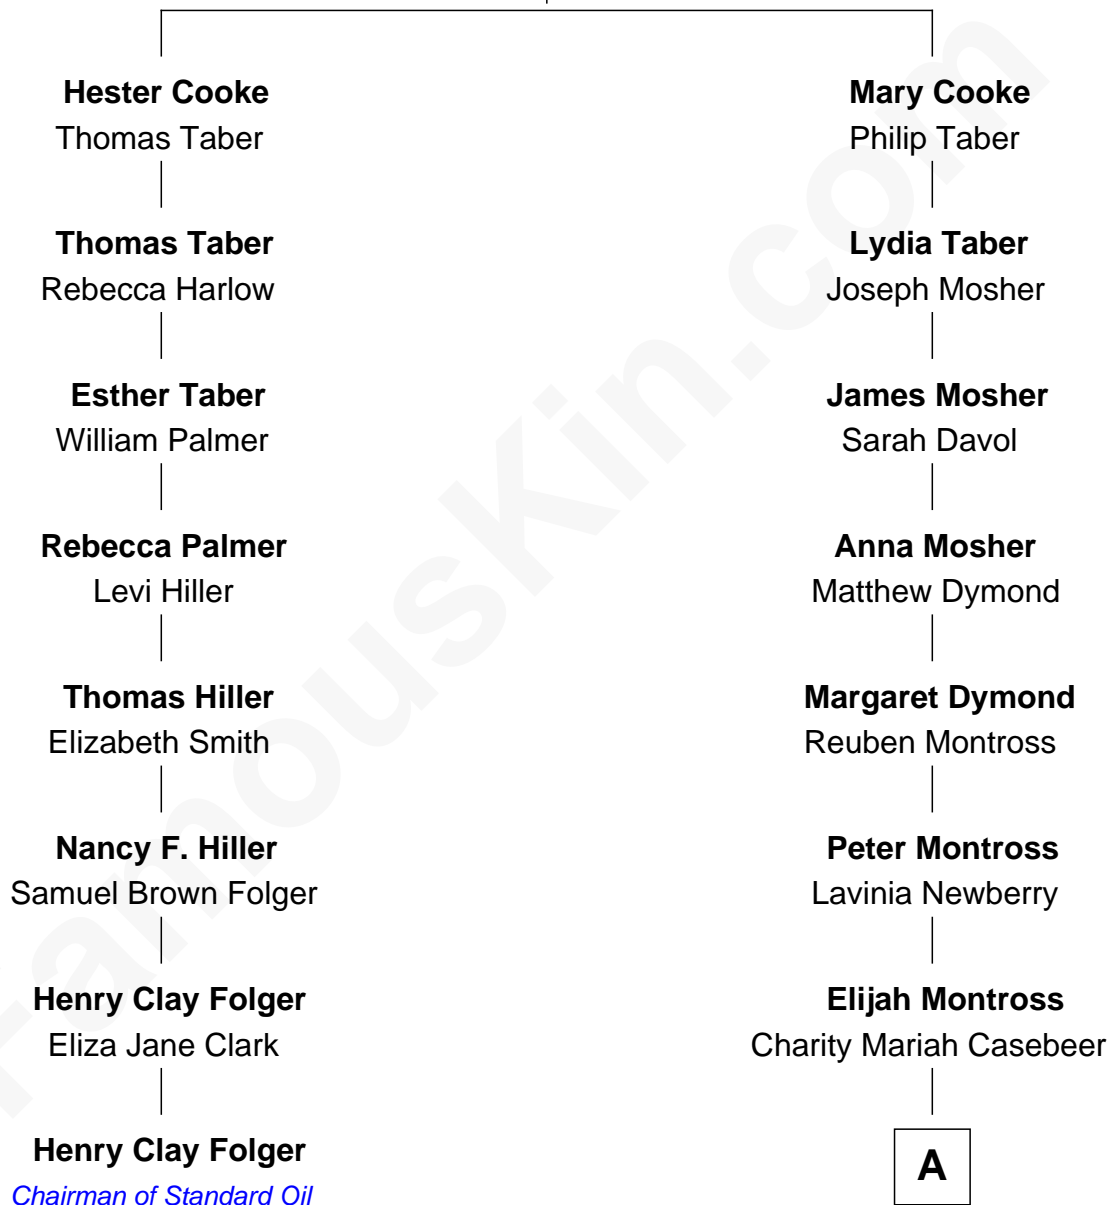 Hester Cooke
Thomas Taber
Thomas Taber
Rebecca Harlow
Esther Taber
William Palmer
Rebecca Palmer
Levi Hiller
Thomas Hiller
Elizabeth Smith
Nancy F. Hiller
Samuel Brown Folger
Henry Clay Folger
Eliza Jane Clark
Henry Clay Folger
Chairman of Standard Oil
Mary Cooke
Philip Taber
Lydia Taber
Joseph Mosher
James Mosher
Sarah Davol
Anna Mosher
Matthew Dymond
Margaret Dymond
Reuben Montross
Peter Montross
Lavinia Newberry
Elijah Montross
Charity Mariah Casebeer
A
FamousKin.com